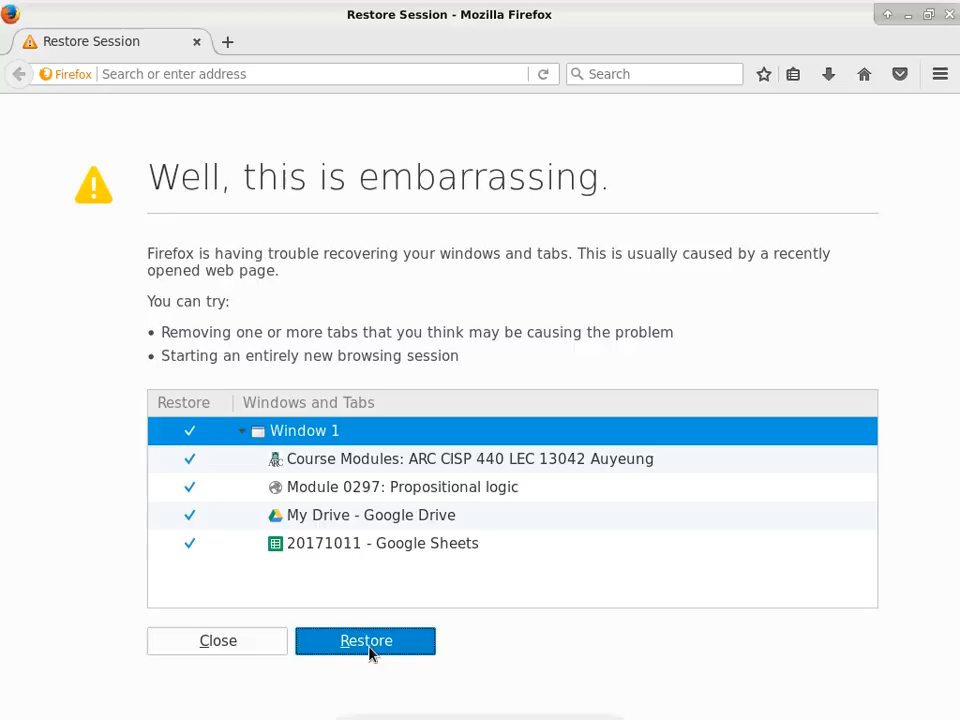 Restore Session - Mozilla Firefox
Restore Session
Firefox Search or enter address Search
Well, this is embarrassing.
Firefox is having trouble recovering your windows and tabs. This is usually caused by a recently
opened web page.
You can try:
• Removing one or more tabs that you think may be causing the problem
• Starting an entirely new browsing session
Restore Windows and Tabs
Window 1
Course Modules: ARC CISP 440 LEC 13042 Auyeung
Module 0297: Propositional logic
My Drive - Google Drive
20171011 - Google Sheets
Close Restore